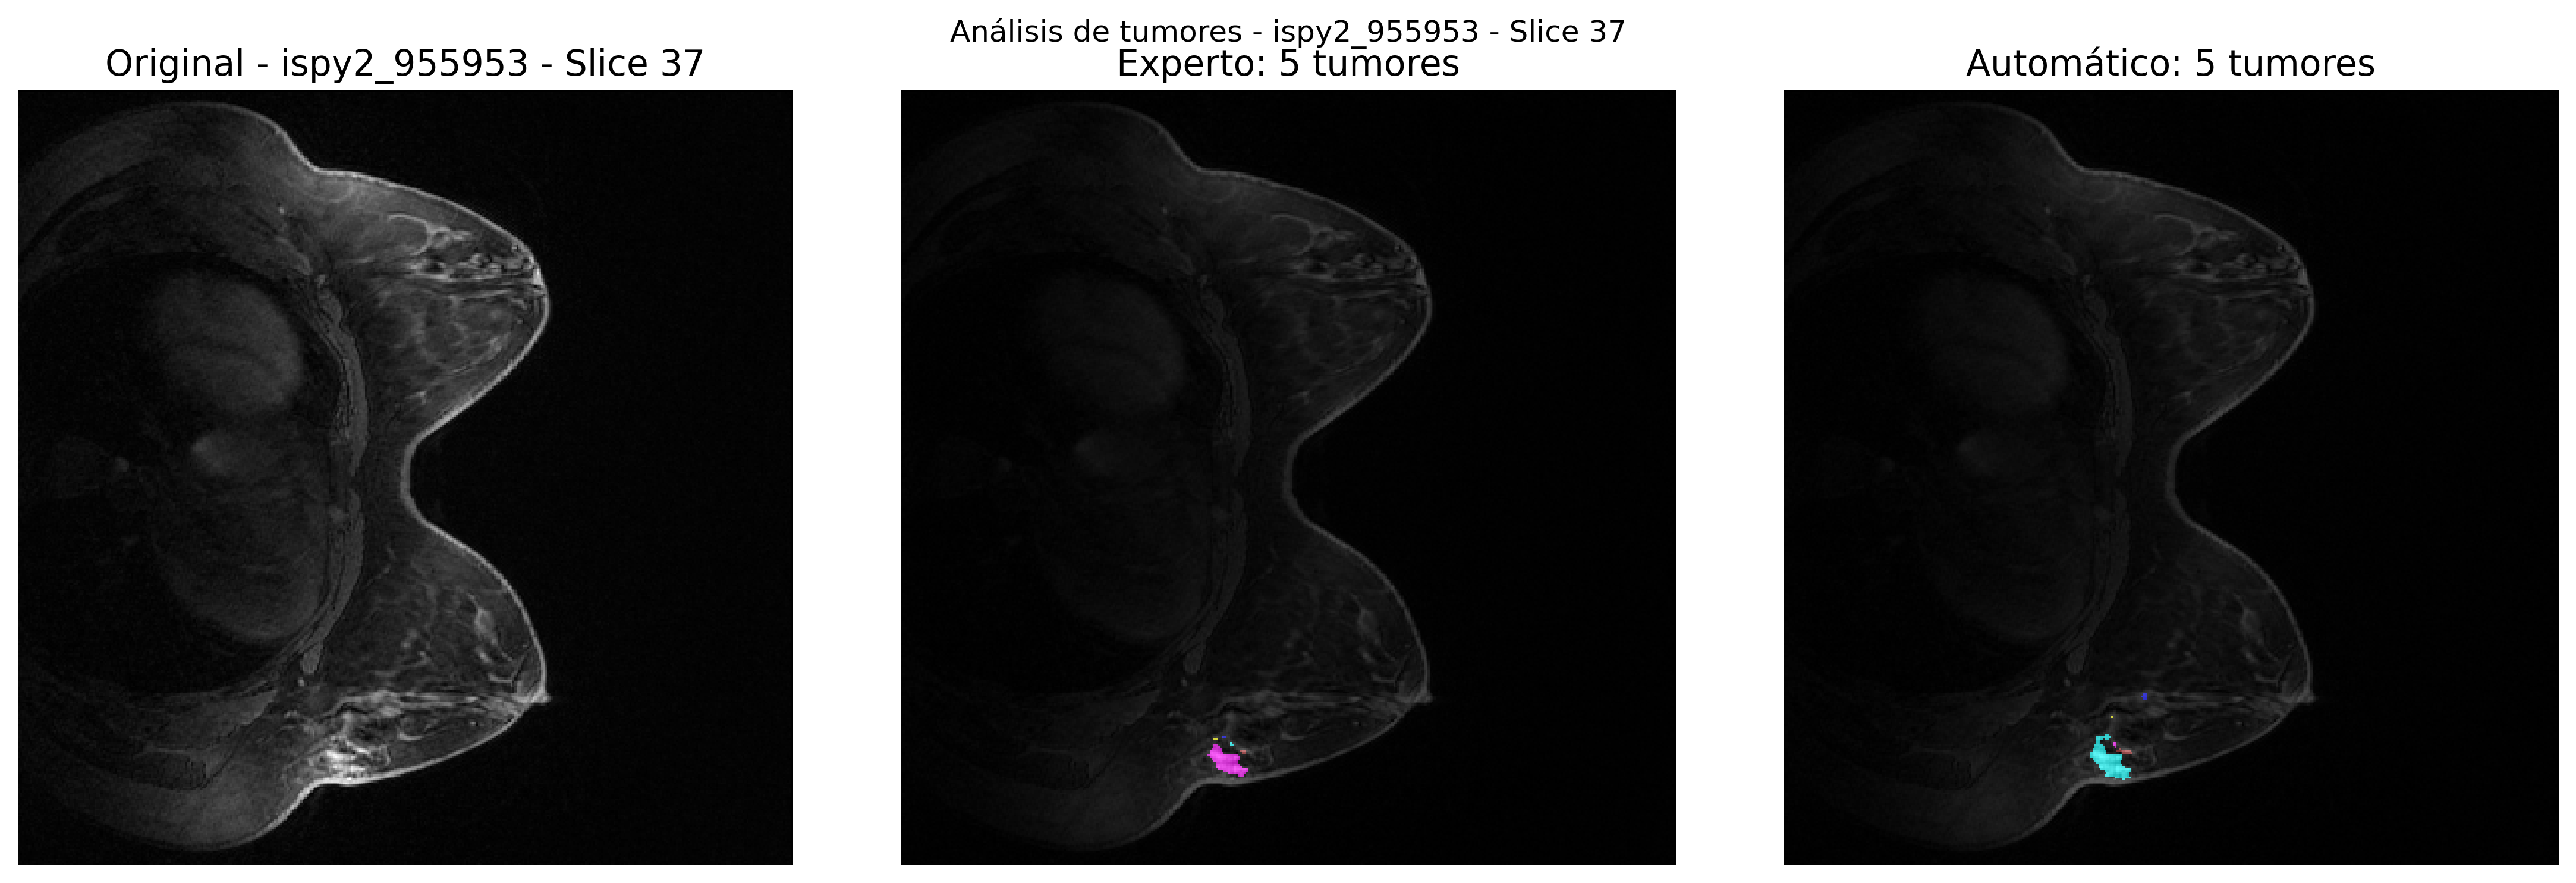 Análisis de tumores - ispy2_955953 - Slice 37
Original - ispy2_955953 - Slice 37
Experto: 5 tumores
Automático: 5 tumores